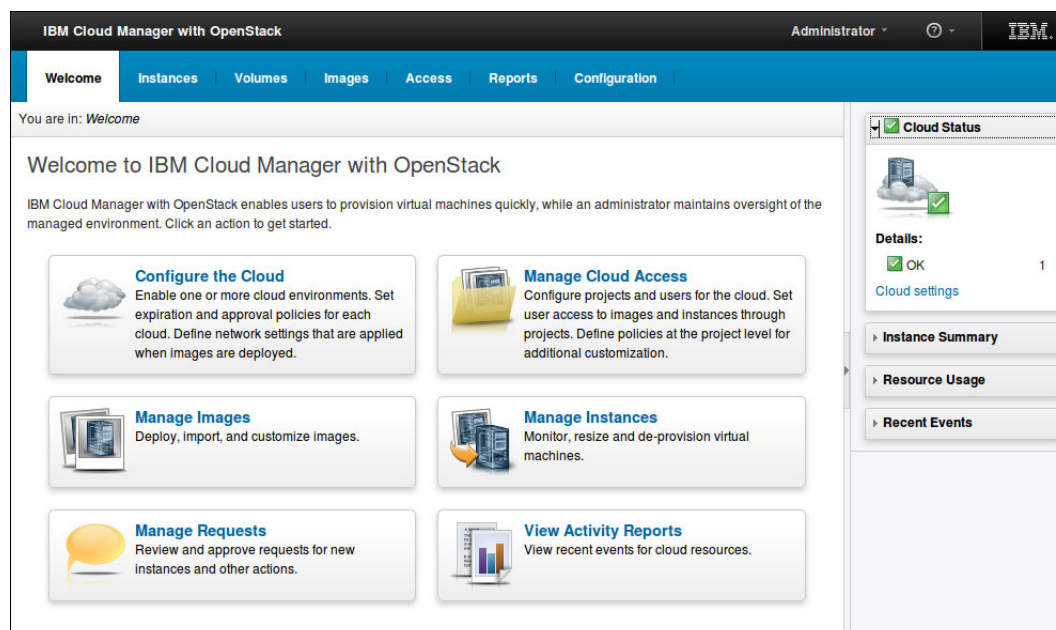 IBM Cloud Manager with OpenStack
Administrator
?
IBM.
Welcome
Instances
Volumes
Images
Access
Reports
Configuration
You are in: Welcome
Welcome to IBM Cloud Manager with OpenStack
IBM Cloud Manager with OpenStack enables users to provision virtual machines quickly, while an administrator maintains oversight of the
managed environment. Click an action to get started.
Configure the Cloud
Enable one or more cloud environments. Set
expiration and approval policies for each
cloud. Define network settings that are applied
when images are deployed.
Manage Cloud Access
Configure projects and users for the cloud. Set
user access to images and instances through
projects. Define policies at the project level for
additional customization.
Manage Images
Deploy, import, and customize images.
Manage Instances
Monitor, resize and de-provision virtual
machines.
Manage Requests
Review and approve requests for new
instances and other actions.
View Activity Reports
View recent events for cloud resources.
Cloud Status
Details:
OK 1
Cloud settings
Instance Summary
Resource Usage
Recent Events